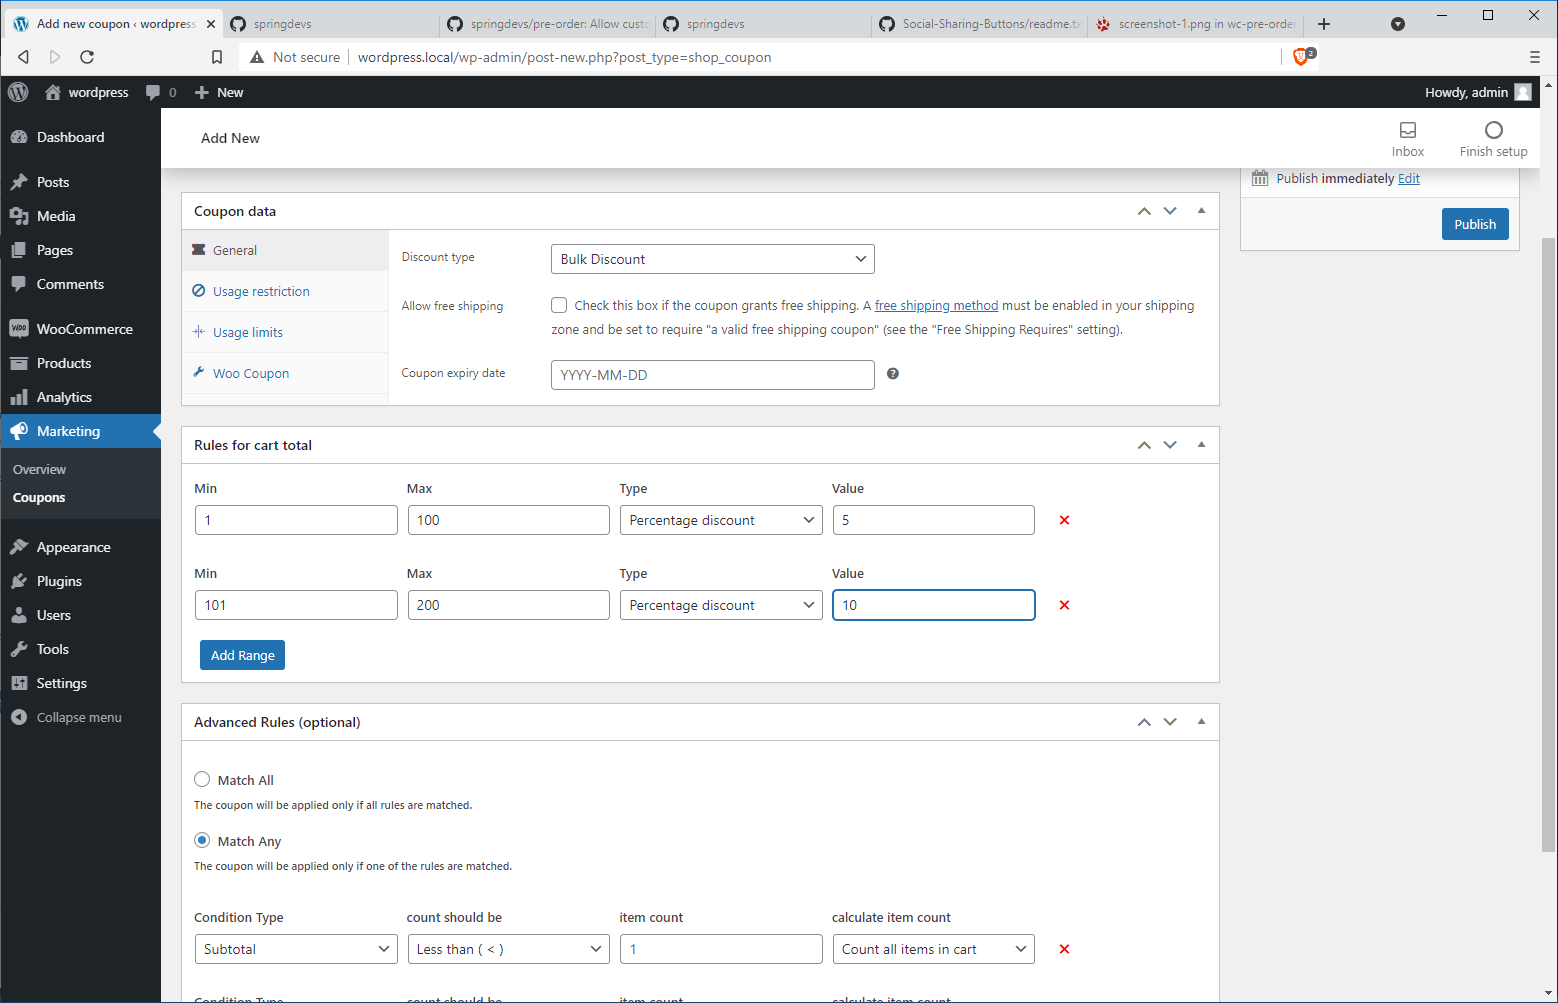 Add new coupon ‹ wordpress
springdevs
springdevs/pre-order: Allow custo
springdevs
Social-Sharing-Buttons/readme.tx
screenshot-1.png in wc-pre-order
Not secure
wordpress.local/wp-admin/post-new.php?post_type=shop_coupon
2
wordpress
0
New
Howdy, admin
Dashboard
Posts
Media
Pages
Comments
WooCommerce
Products
Analytics
Marketing
Overview
Coupons
Appearance
Plugins
Users
Tools
Settings
Collapse menu
Add New
Inbox
Finish setup
Publish immediately Edit
Publish
Coupon data
General
Usage restriction
Usage limits
Woo Coupon
Discount type
Bulk Discount
Allow free shipping
Check this box if the coupon grants free shipping. A free shipping method must be enabled in your shipping
zone and be set to require "a valid free shipping coupon" (see the "Free Shipping Requires" setting).
Coupon expiry date
YYYY-MM-DD
?
Rules for cart total
Min Max Type Value
1 100 Percentage discount 5
Min Max Type Value
101 200 Percentage discount 10
Add Range
Advanced Rules (optional)
Match All
The coupon will be applied only if all rules are matched.
Match Any
The coupon will be applied only if one of the rules are matched.
Condition Type count should be item count calculate item count
Subtotal Less than ( < ) 1 Count all items in cart
Condition Type count should be item count calculate item count